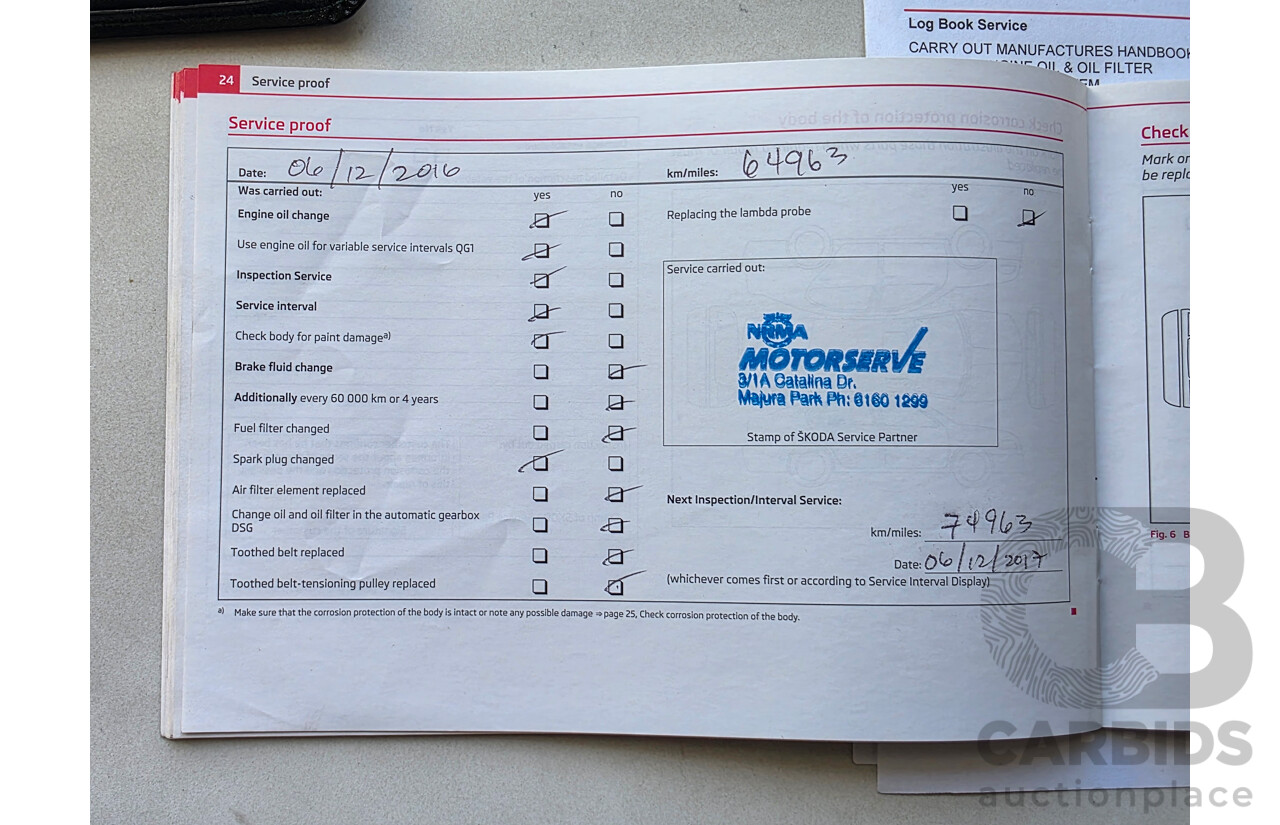 Log Book Service
CARRY OUT MANUFACTURES HANDBOOK
OIL & OIL FILTER
24 Service proof
Service proof
Date: 06/12/2016 km/miles: 64963
Was carried out: yes no yes no
Engine oil change Replacing the lambda probe
Use engine oil for variable service intervals QG1
Inspection Service
Service carried out:
Service interval
Check body for paint damagea)
Brake fluid change
Additionally every 60 000 km or 4 years
Fuel filter changed
Spark plug changed
Air filter element replaced
Change oil and oil filter in the automatic gearbox
DSG
Toothed belt replaced
Toothed belt-tensioning pulley replaced
NRMA
MOTORSERVE
3/1A Catalina Dr.
Majura Park Ph: 6160 1299
Stamp of ŠKODA Service Partner
Next Inspection/Interval Service:
km/miles: 74963
Date: 06/12/2017
(whichever comes first or according to Service Interval Display)
a) Make sure that the corrosion protection of the body is intact or note any possible damage ⇒ page 25, Check corrosion protection of the body.
Check
Mark or
be repla
Fig. 6 B
CARBIDS
auctionplace